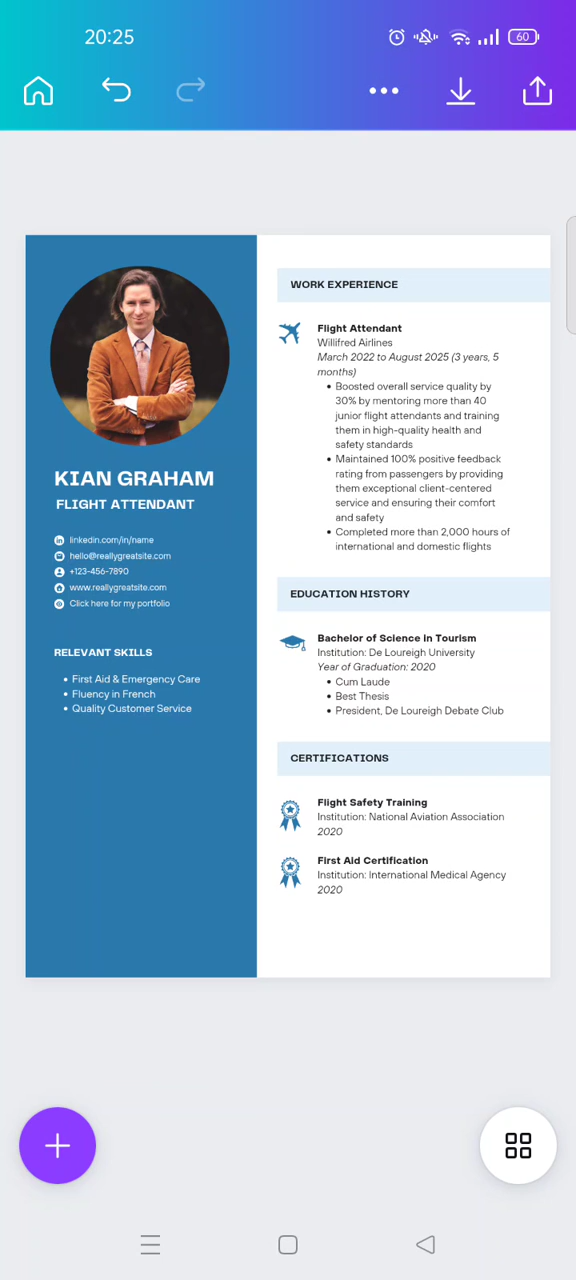 20:25
60
KIAN GRAHAM
FLIGHT ATTENDANT
linkedin.com/in/name
hello@reallygreatsite.com
+123-456-7890
www.reallygreatsite.com
Click here for my portfolio
RELEVANT SKILLS
• First Aid & Emergency Care
• Fluency in French
• Quality Customer Service
WORK EXPERIENCE
Flight Attendant
Willifred Airlines
March 2022 to August 2025 (3 years, 5
months)
• Boosted overall service quality by
30% by mentoring more than 40
junior flight attendants and training
them in high-quality health and
safety standards
• Maintained 100% positive feedback
rating from passengers by providing
them exceptional client-centered
service and ensuring their comfort
and safety
• Completed more than 2,000 hours of
international and domestic flights
EDUCATION HISTORY
Bachelor of Science in Tourism
Institution: De Loureigh University
Year of Graduation: 2020
• Cum Laude
• Best Thesis
• President, De Loureigh Debate Club
CERTIFICATIONS
Flight Safety Training
Institution: National Aviation Association
2020
First Aid Certification
Institution: International Medical Agency
2020